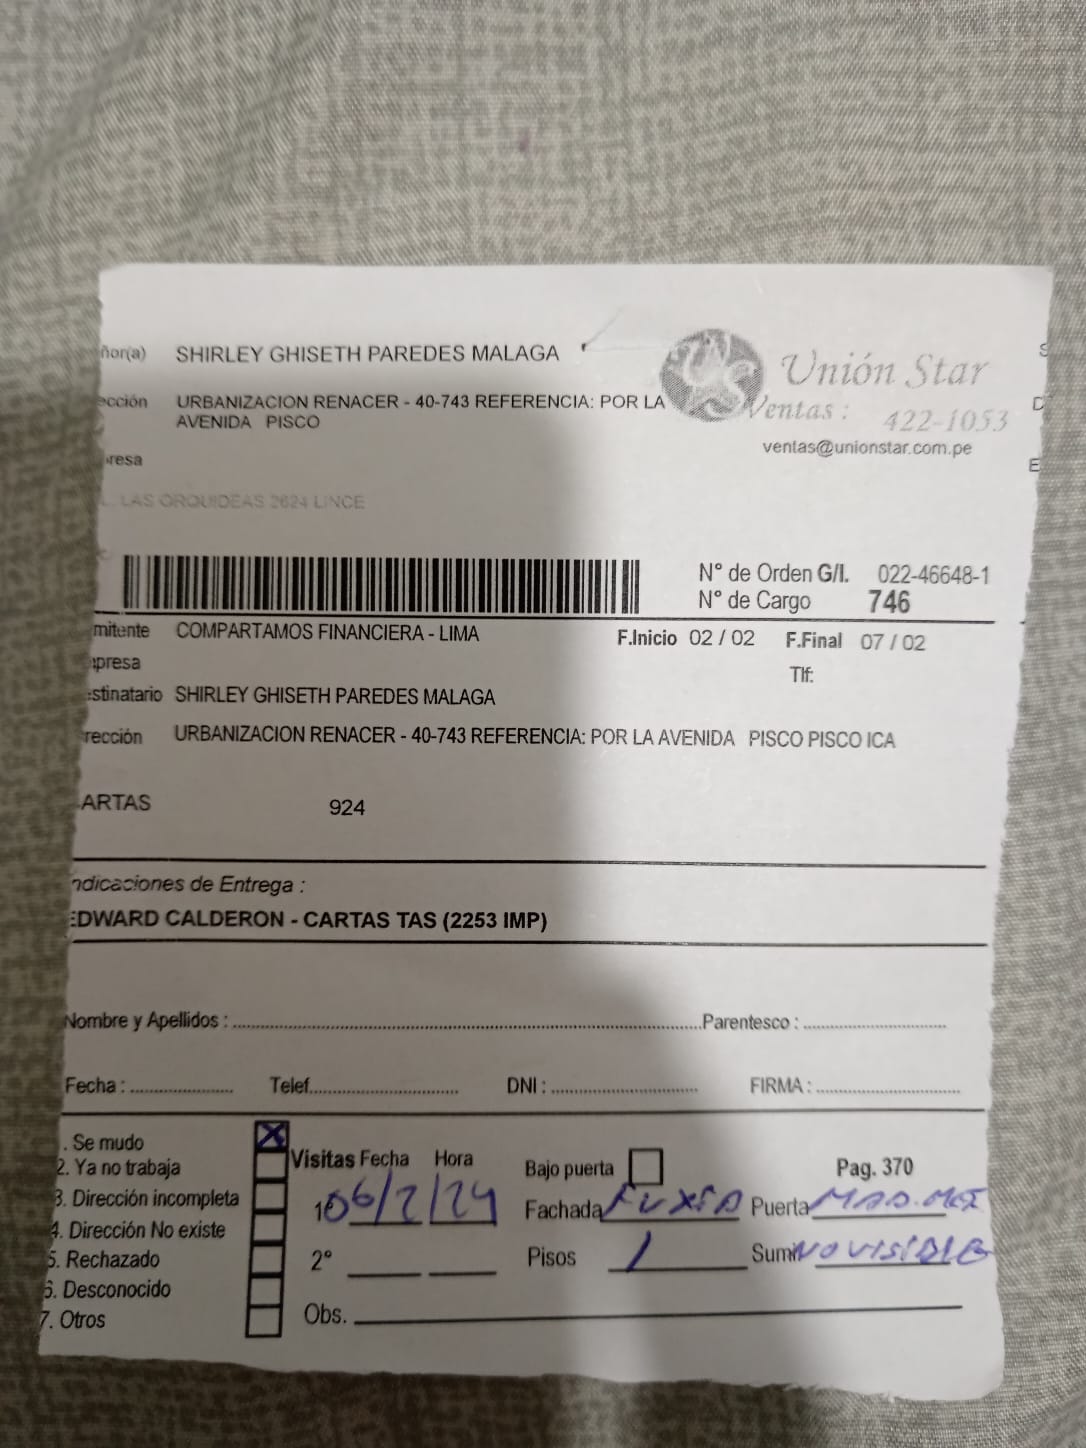 ñor(a) SHIRLEY GHISETH PAREDES MALAGA
Unión Star
ección URBANIZACION RENACER - 40-743 REFERENCIA: POR LA
AVENIDA PISCO
Ventas : 422-1053
ventas@unionstar.com.pe
resa
LAS ORQUIDEAS 2624 LINCE
N° de Orden G/I. 022-46648-1
N° de Cargo 746
mitente COMPARTAMOS FINANCIERA - LIMA F.Inicio 02 / 02 F.Final 07 / 02
presa
Tlf:
stinatario SHIRLEY GHISETH PAREDES MALAGA
rección URBANIZACION RENACER - 40-743 REFERENCIA: POR LA AVENIDA PISCO PISCO ICA
ARTAS 924
ndicaciones de Entrega :
EDWARD CALDERON - CARTAS TAS (2253 IMP)
Nombre y Apellidos : Parentesco :
Fecha : Telef. DNI : FIRMA :
. Se mudo X
2. Ya no trabaja
3. Dirección incompleta
4. Dirección No existe
5. Rechazado
6. Desconocido
7. Otros
Visitas Fecha Hora
1° 06/2/24
2°
Bajo puerta Pag. 370
Fachada FUXIA Puerta MAD. MET
Pisos 1 Sumi NO VISIBLE
Obs.
S
D
E